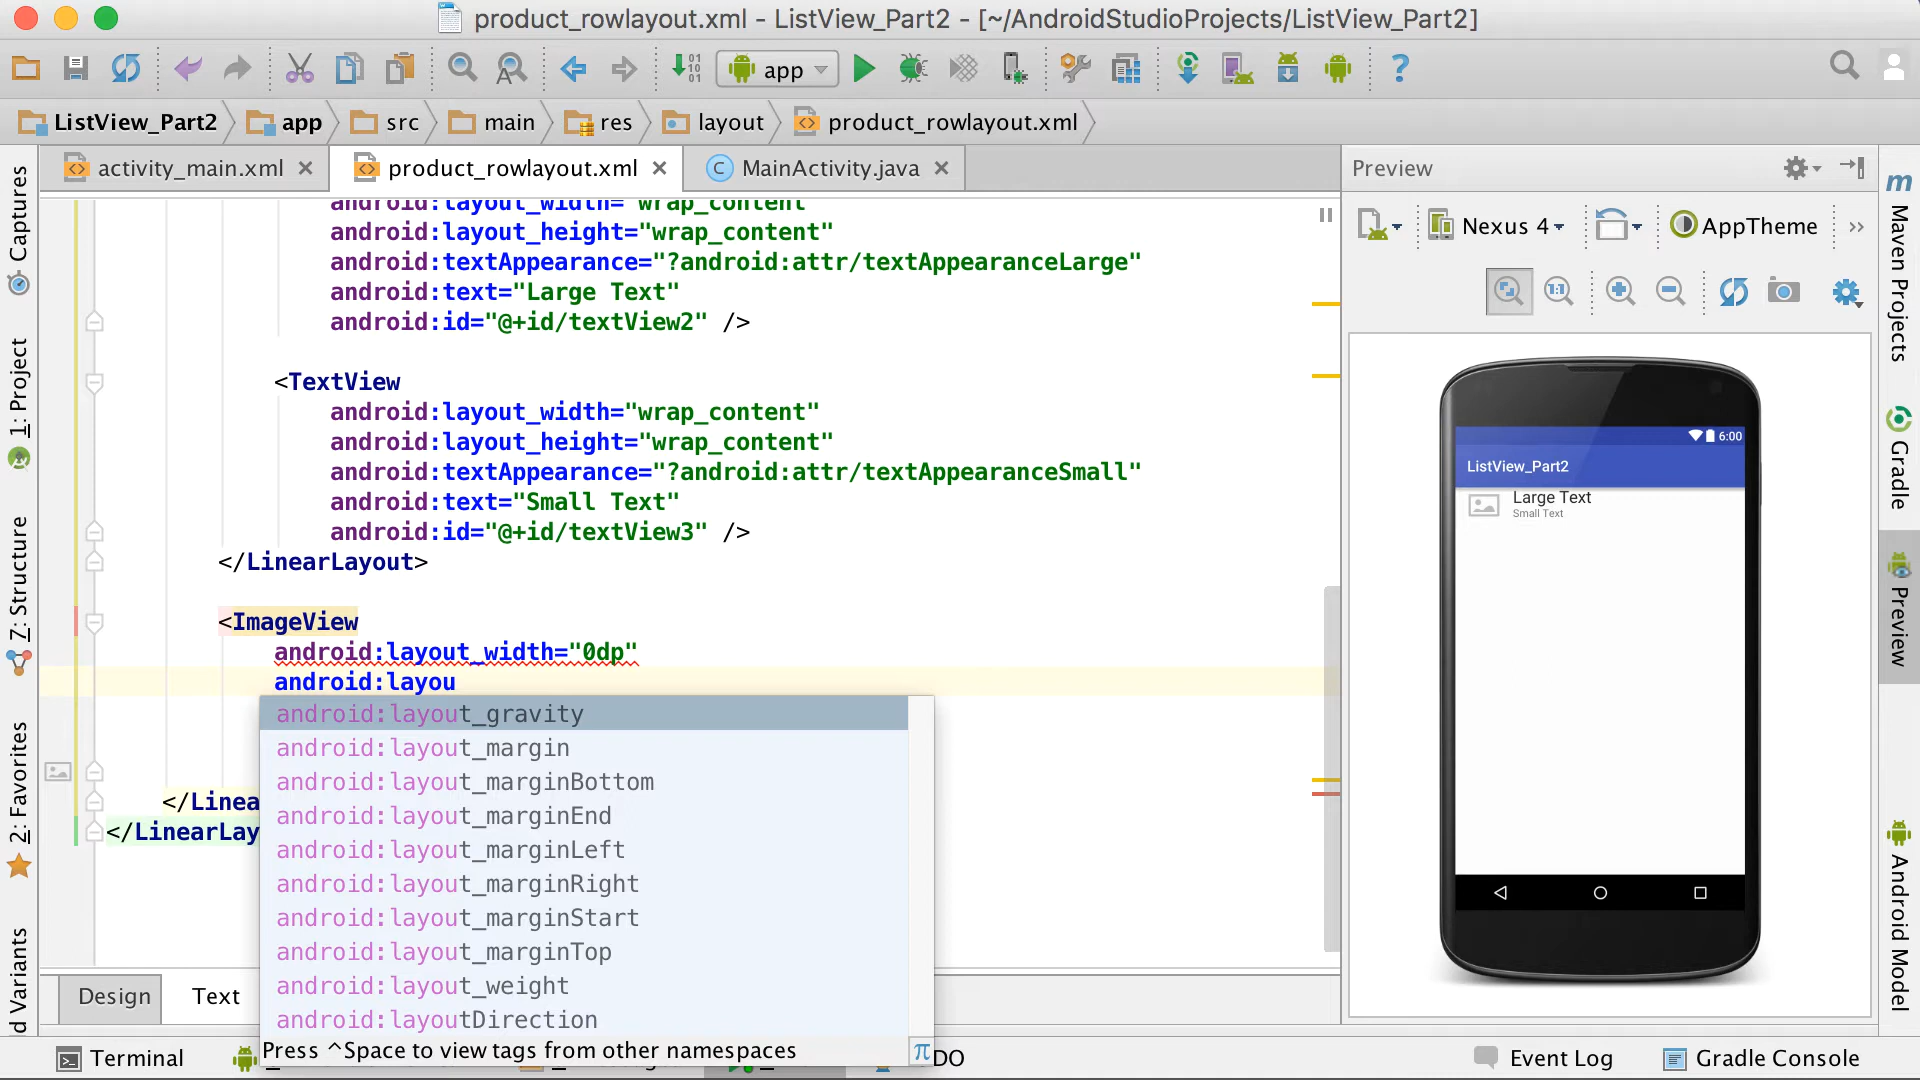 product_rowlayout.xml - ListView_Part2 - [~/AndroidStudioProjects/ListView_Part2]
app
ListView_Part2
app
src
main
res
layout
product_rowlayout.xml
activity_main.xml
product_rowlayout.xml
MainActivity.java
Preview
Captures
1: Project
7: Structure
2: Favorites
d Variants
android:layout_width="wrap_content
android:layout_height="wrap_content"
android:textAppearance="?android:attr/textAppearanceLarge"
android:text="Large Text"
android:id="@+id/textView2" />
<TextView
android:layout_width="wrap_content"
android:layout_height="wrap_content"
android:textAppearance="?android:attr/textAppearanceSmall"
android:text="Small Text"
android:id="@+id/textView3" />
</LinearLayout>
<ImageView
android:layout_width="0dp"
android:layou
android:layout_gravity
android:layout_margin
android:layout_marginBottom
android:layout_marginEnd
android:layout_marginLeft
android:layout_marginRight
android:layout_marginStart
android:layout_marginTop
android:layout_weight
android:layoutDirection
Press ^Space to view tags from other namespaces
π
</Linea
</LinearLay
Design
Text
Nexus 4
AppTheme
1:1
6:00
ListView_Part2
Large Text
Small Text
m
Maven Projects
Gradle
Preview
Android Model
Terminal
DO
Event Log
Gradle Console